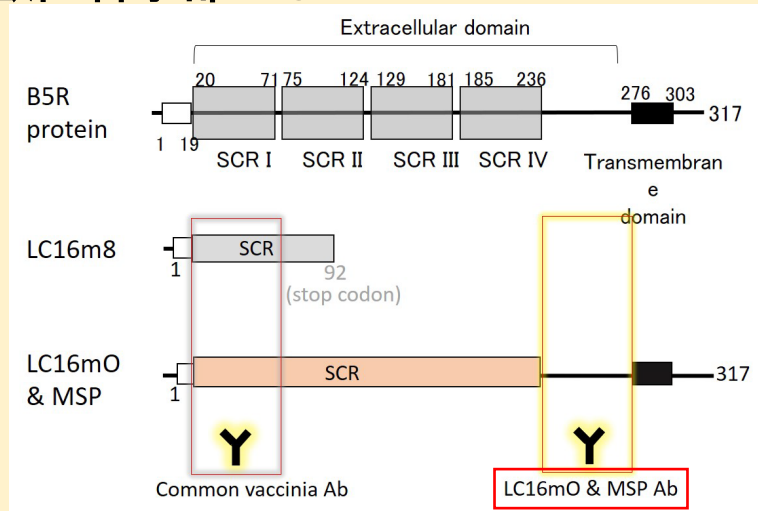 Extracellular domain
20 71 75 124 129 181 185 236
276 303
B5R
protein
317
1 19
SCR I SCR II SCR III SCR IV
Transmembran
e
domain
LC16m8
SCR
1
92
(stop codon)
LC16mO
& MSP
SCR
317
1
Common vaccinia Ab
LC16mO & MSP Ab